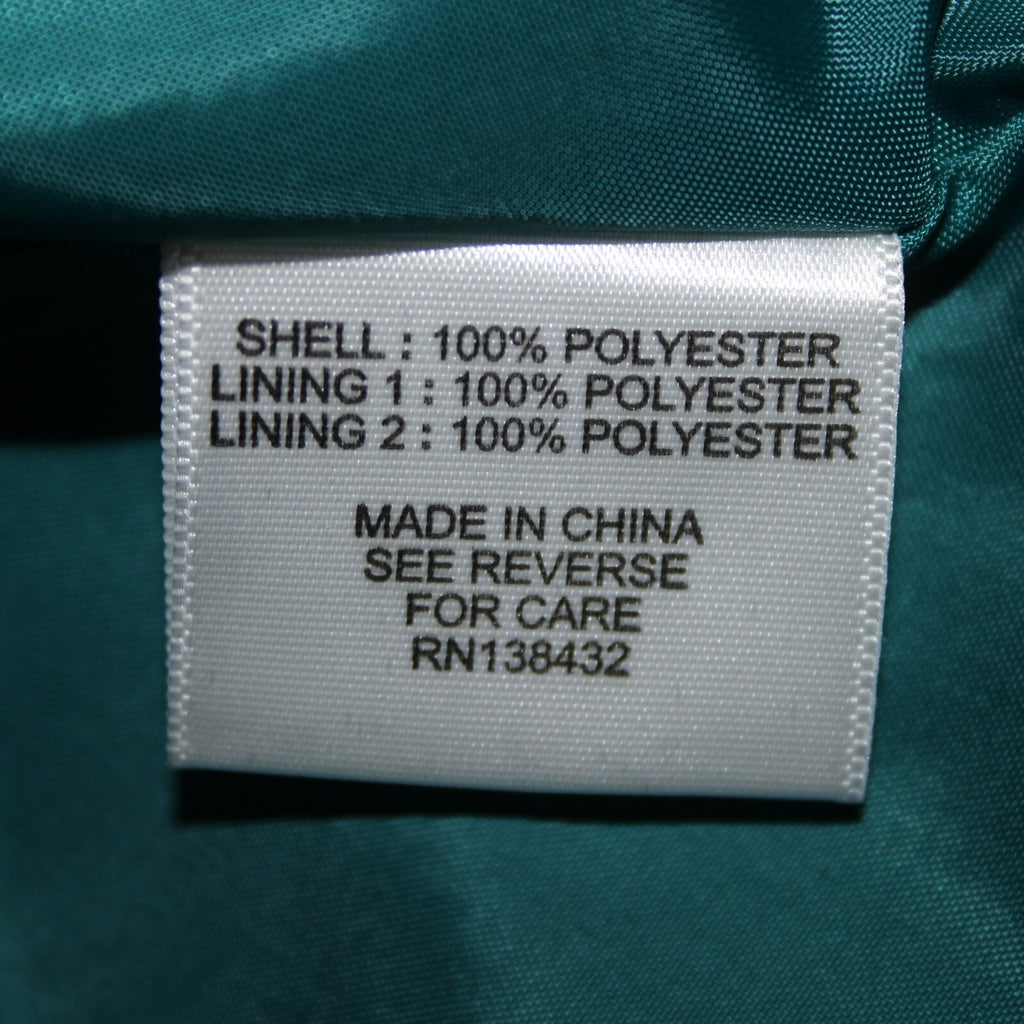 SHELL : 100% POLYESTER
LINING 1 : 100% POLYESTER
LINING 2 : 100% POLYESTER
MADE IN CHINA
SEE REVERSE
FOR CARE
RN138432